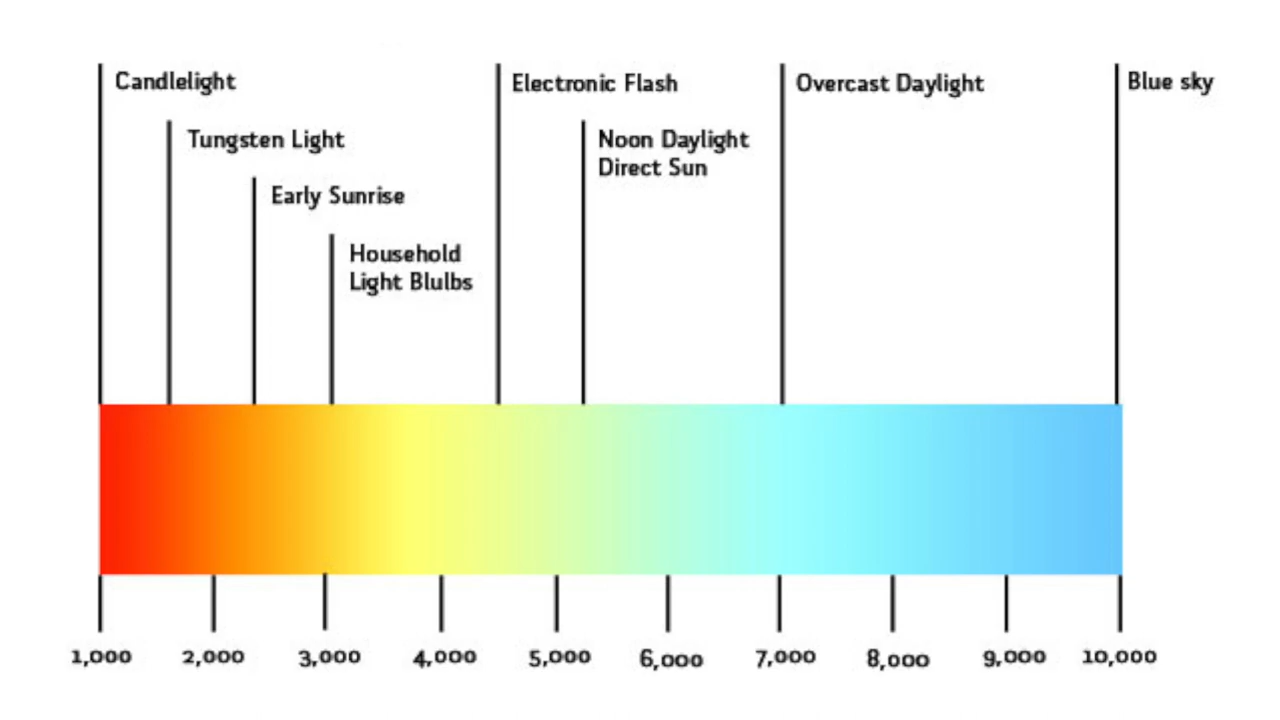 Candlelight
Electronic Flash
Overcast Daylight
Blue sky
Tungsten Light
Noon Daylight
Direct Sun
Early Sunrise
Household
Light Blulbs
1,000
2,000
3,000
4,000
5,000
6,000
7,000
8,000
9,000
10,000